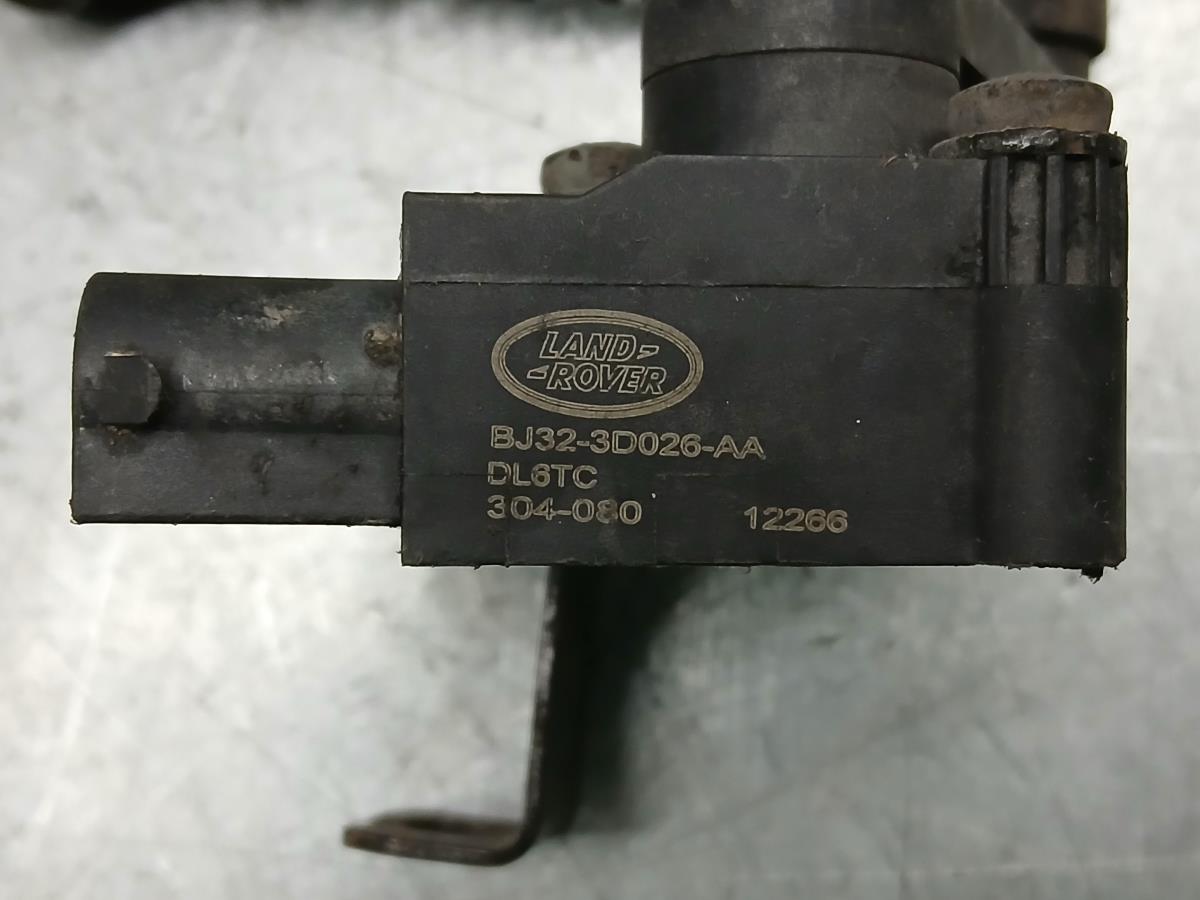 LAND-
-ROVER
BJ32-3D026-AA
DL6TC
304-080 12266